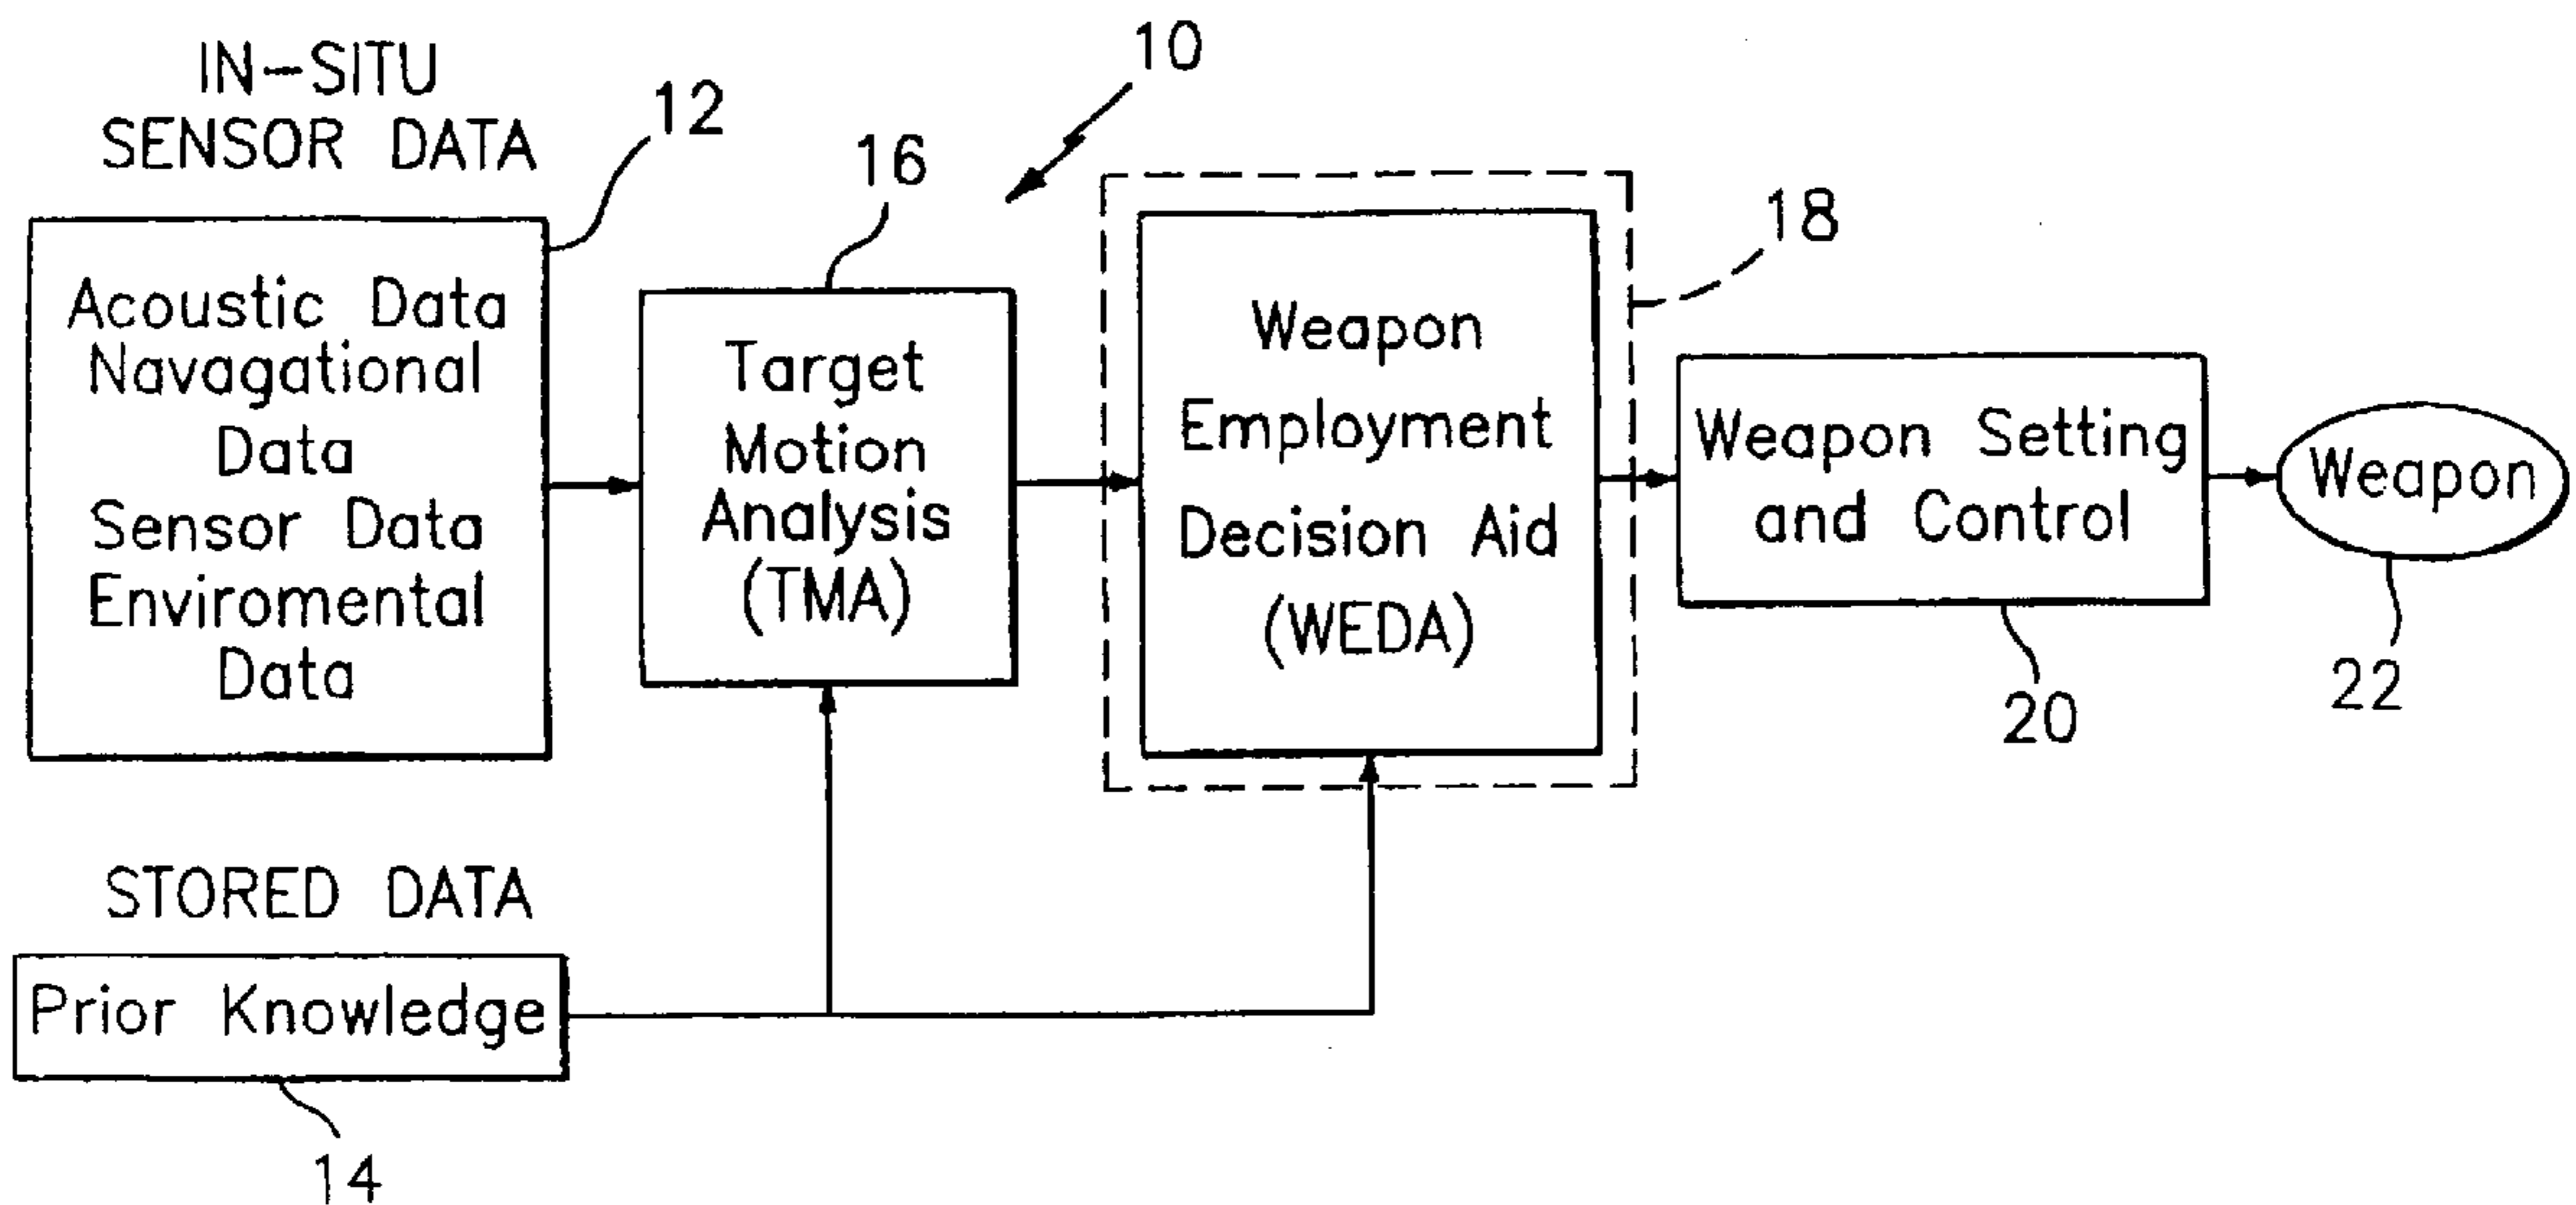 IN-SITU
SENSOR DATA
12
Acoustic Data
Navagational
Data
Sensor Data
Enviromental
Data
16
Target
Motion
Analysis
(TMA)
10
Weapon
Employment
Decision Aid
(WEDA)
18
Weapon Setting
and Control
20
Weapon
22
STORED DATA
Prior Knowledge
14